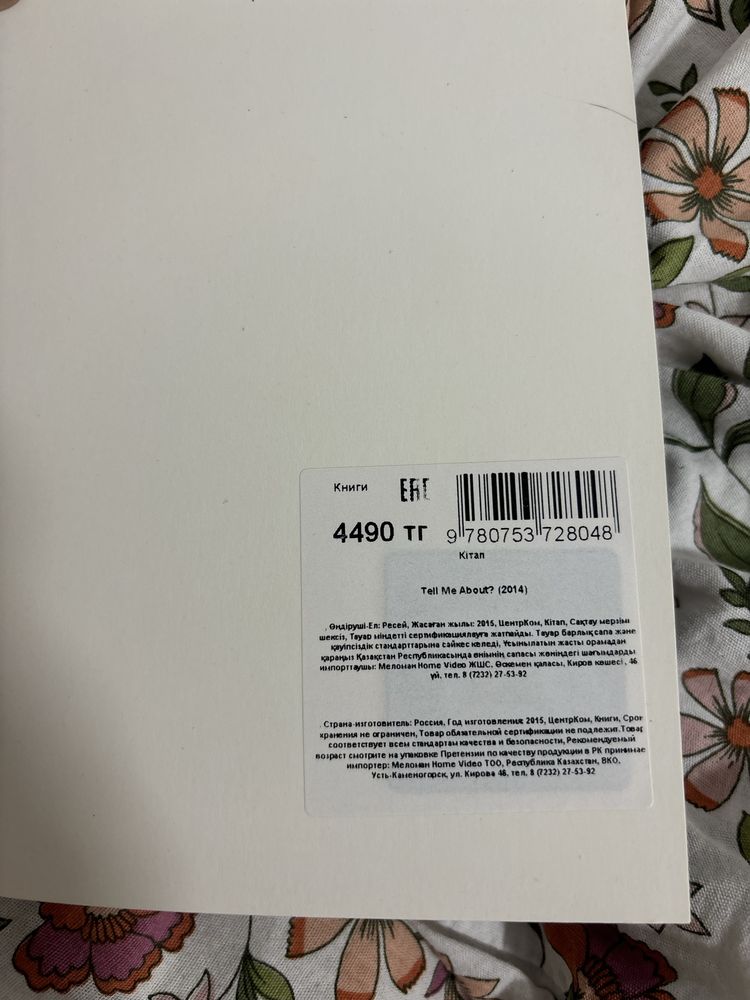 Книги EAC
4490 тг 9 780753 728048
Кітап
Tell Me About? (2014)
. Өндіруші-Ел: Ресей, Жасаған жылы: 2015, ЦентрКом, Кітап, Сақтау мерзімі
шексіз, Тауар міндетті сертификациялауға жатпайды. Тауар барлық сапа және
қауіпсіздік стандарттарына сәйкес келеді, Ұсынылатын жасты орамадан
қараңыз Қазақстан Республикасында өнімнің сапасы жөніндегі шағымдарды
импорттаушы: Меломан Home Video ЖШС, Өскемен қаласы, Киров көшесі , 46
үй, тел. 8 (7232) 27-53-92
. Страна-изготовитель: Россия, Год изготовления: 2015, ЦентрКом, Книги, Срок
хранения не ограничен, Товар обязательной сертификации не подлежит. Товар
соответствует всем стандартам качества и безопасности, Рекомендуемый
возраст смотрите на упаковке Претензии по качеству продукции в РК принимае
импортер: Меломан Home Video ТОО, Республика Казахстан, ВКО,
Усть-Каменогорск, ул. Кирова 46, тел. 8 (7232) 27-53-92